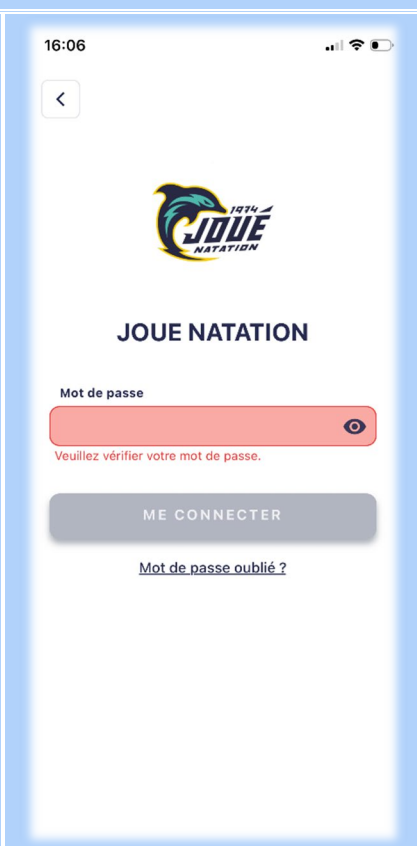 16:06
1974
JOUÉ
NATATION
JOUE NATATION
Mot de passe
Veuillez vérifier votre mot de passe.
ME CONNECTER
Mot de passe oublié ?